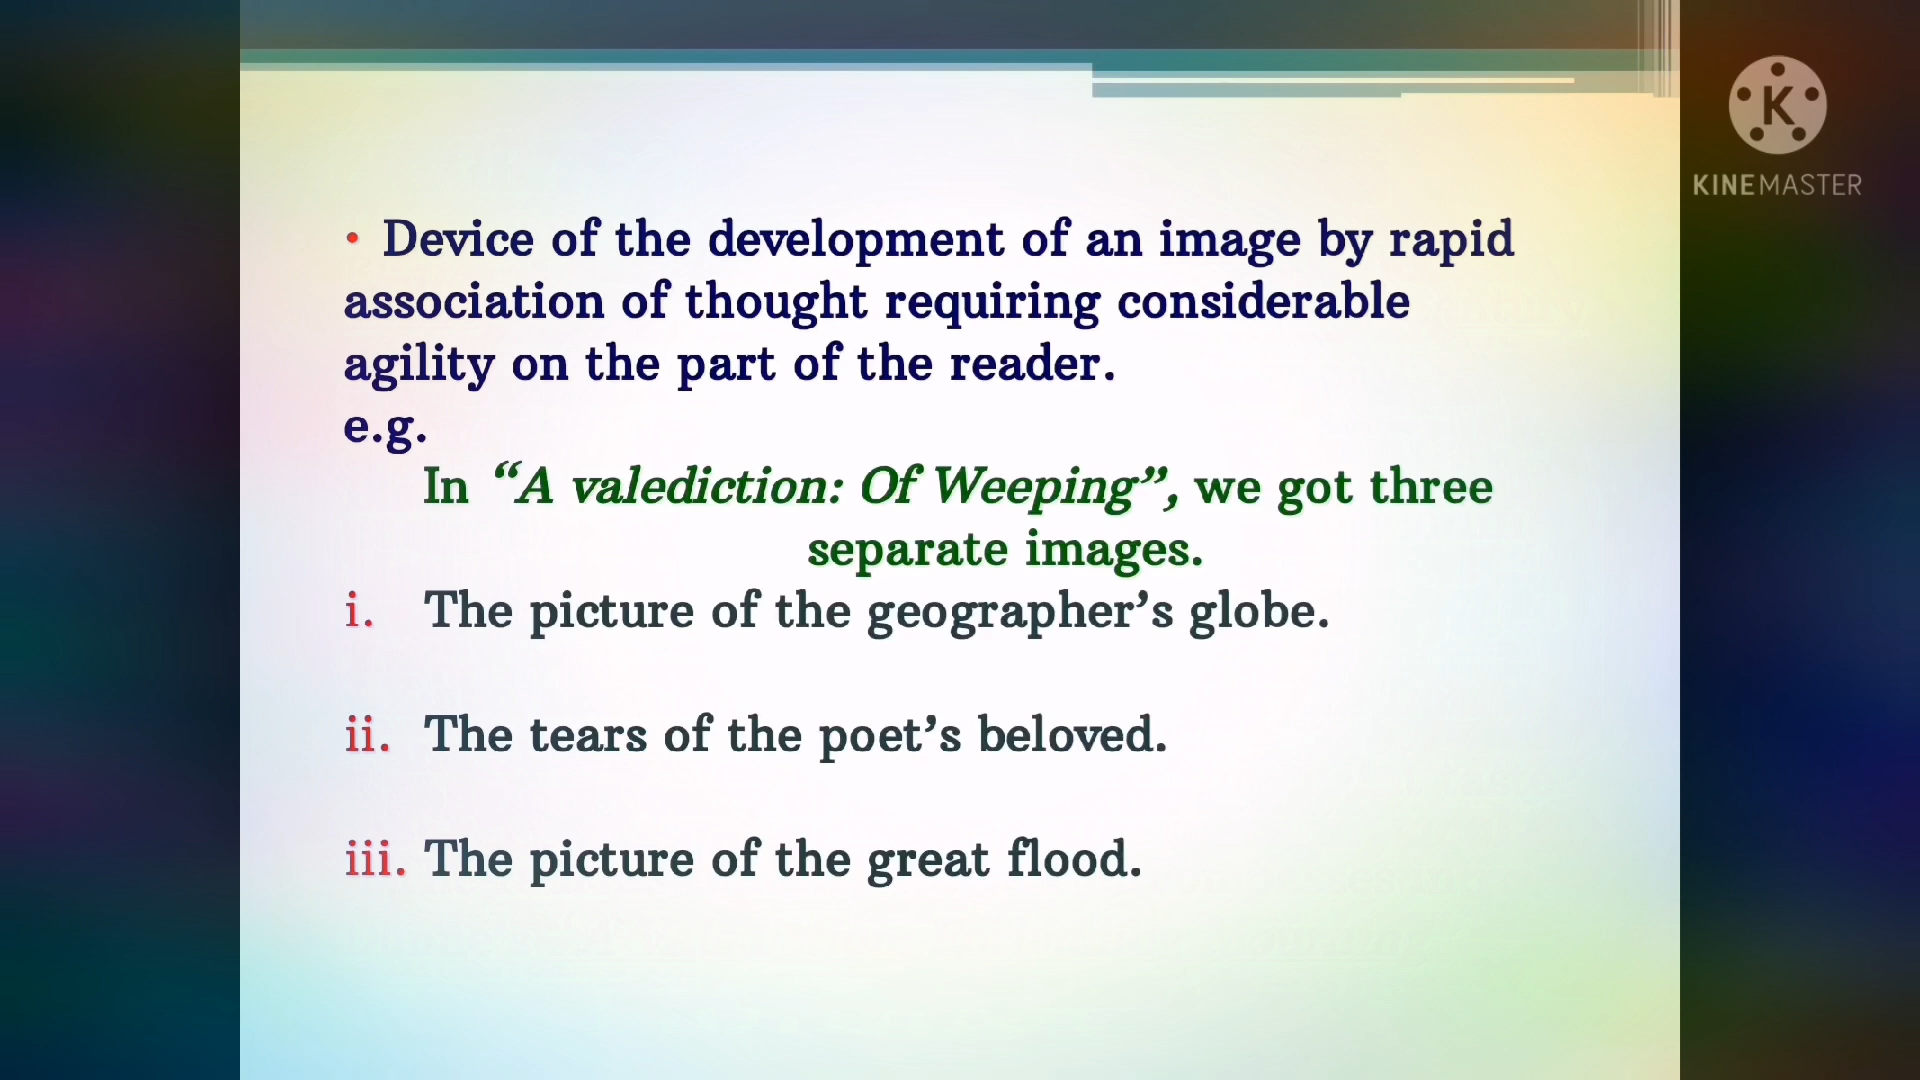 KINEMASTER
• Device of the development of an image by rapid
association of thought requiring considerable
agility on the part of the reader.
e.g.
In “A valediction: Of Weeping”, we got three
separate images.
i. The picture of the geographer’s globe.
ii. The tears of the poet’s beloved.
iii. The picture of the great flood.